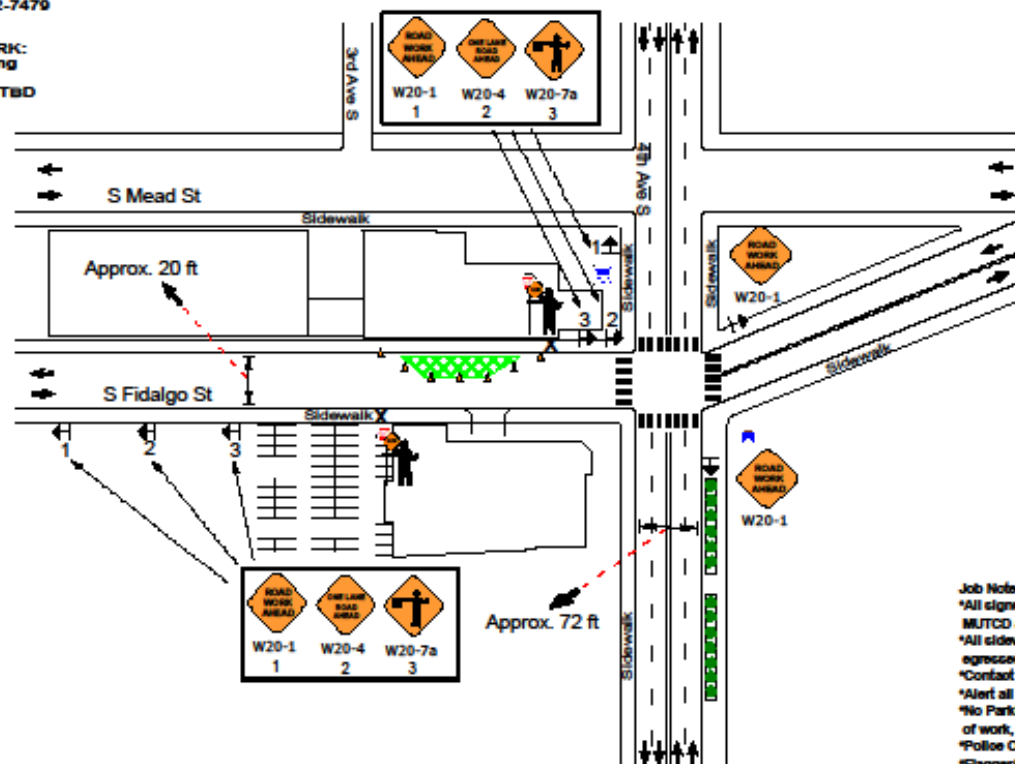 2-7479
RK:
ng
TBD
ROAD
WORK
AHEAD
ONE LANE
ROAD
AHEAD
W20-1
W20-4
W20-7a
1
2
3
3rd Ave S
4th Ave S
S Mead St
Sidewalk
Approx. 20 ft
Sidewalk
Sidewalk
ROAD
WORK
AHEAD
W20-1
1
3
2
X
S Fidalgo St
Sidewalk
Sidewalk
X
1
2
3
ROAD
WORK
AHEAD
W20-1
ROAD
WORK
AHEAD
ONE LANE
ROAD
AHEAD
W20-1
W20-4
W20-7a
1
2
3
Approx. 72 ft
Sidewalk
Job Note
*All signs
MUTCD
*All sidew
egressed
*Contact
*Alert all
*No Park
of work,
*Police O